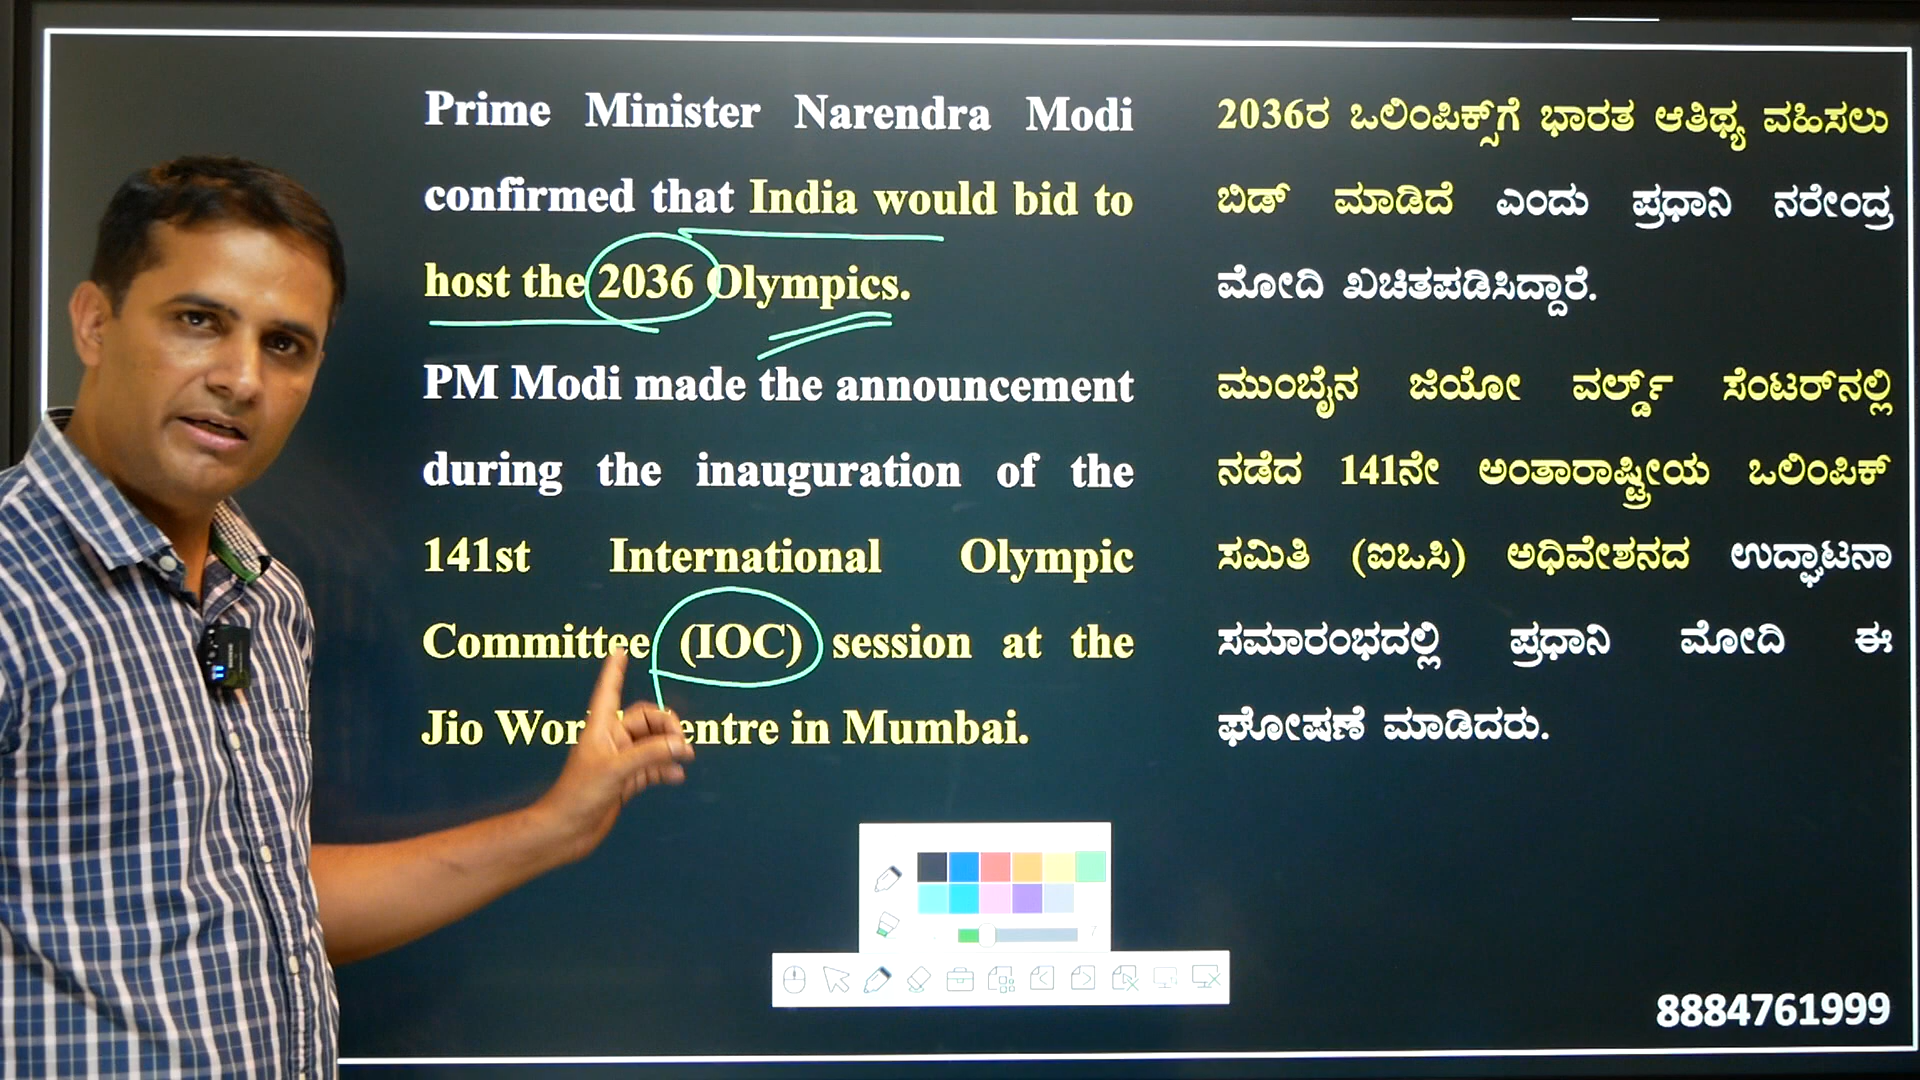 Prime Minister Narendra Modi
confirmed that India would bid to
host the 2036 Olympics.
PM Modi made the announcement
during the inauguration of the
141st International Olympic
Committee (IOC) session at the
Jio World Centre in Mumbai.
2036ರ ಒಲಿಂಪಿಕ್ಸ್‌ಗೆ ಭಾರತ ಆತಿಥ್ಯ ವಹಿಸಲು
ಬಿಡ್ ಮಾಡಿದೆ ಎಂದು ಪ್ರಧಾನಿ ನರೇಂದ್ರ
ಮೋದಿ ಖಚಿತಪಡಿಸಿದ್ದಾರೆ.
ಮುಂಬೈನ ಜಿಯೋ ವರ್ಲ್ಡ್ ಸೆಂಟರ್‌ನಲ್ಲಿ
ನಡೆದ 141ನೇ ಅಂತಾರಾಷ್ಟ್ರೀಯ ಒಲಿಂಪಿಕ್
ಸಮಿತಿ (ಐಒಸಿ) ಅಧಿವೇಶನದ ಉದ್ಘಾಟನಾ
ಸಮಾರಂಭದಲ್ಲಿ ಪ್ರಧಾನಿ ಮೋದಿ ಈ
ಘೋಷಣೆ ಮಾಡಿದರು.
8884761999